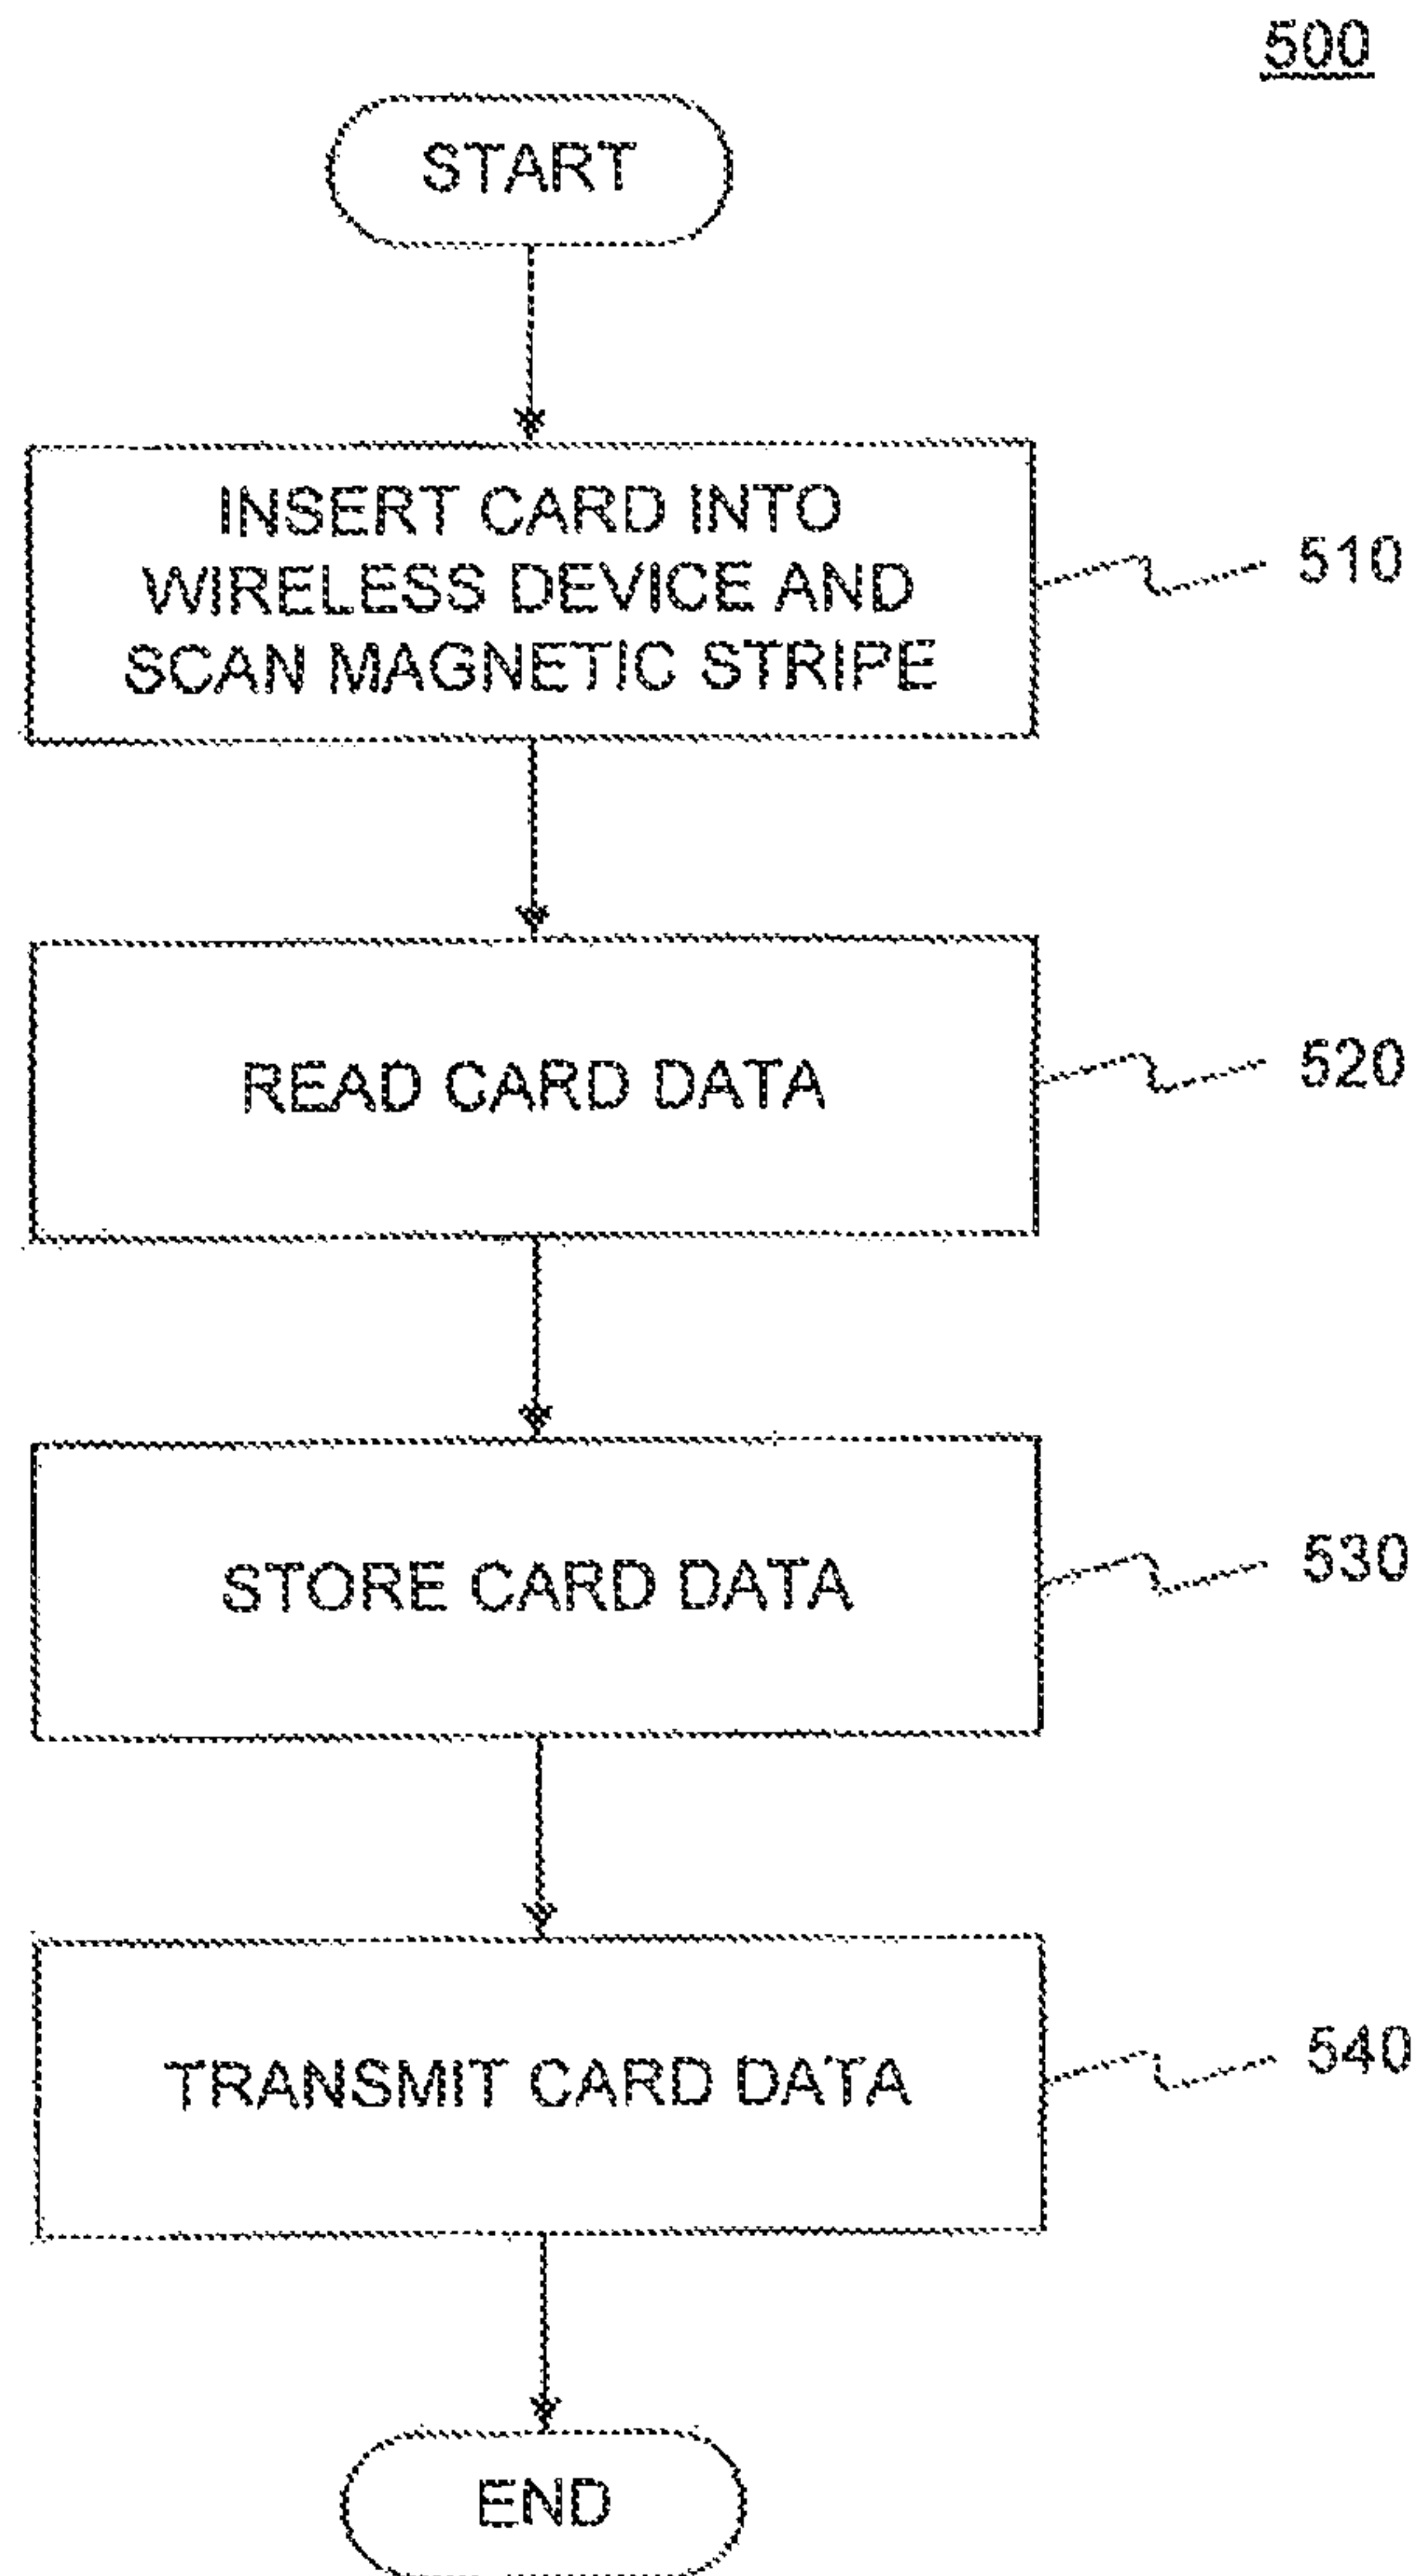 500
START
INSERT CARD INTO
WIRELESS DEVICE AND
SCAN MAGNETIC STRIPE
510
READ CARD DATA
520
STORE CARD DATA
530
TRANSMIT CARD DATA
540
END